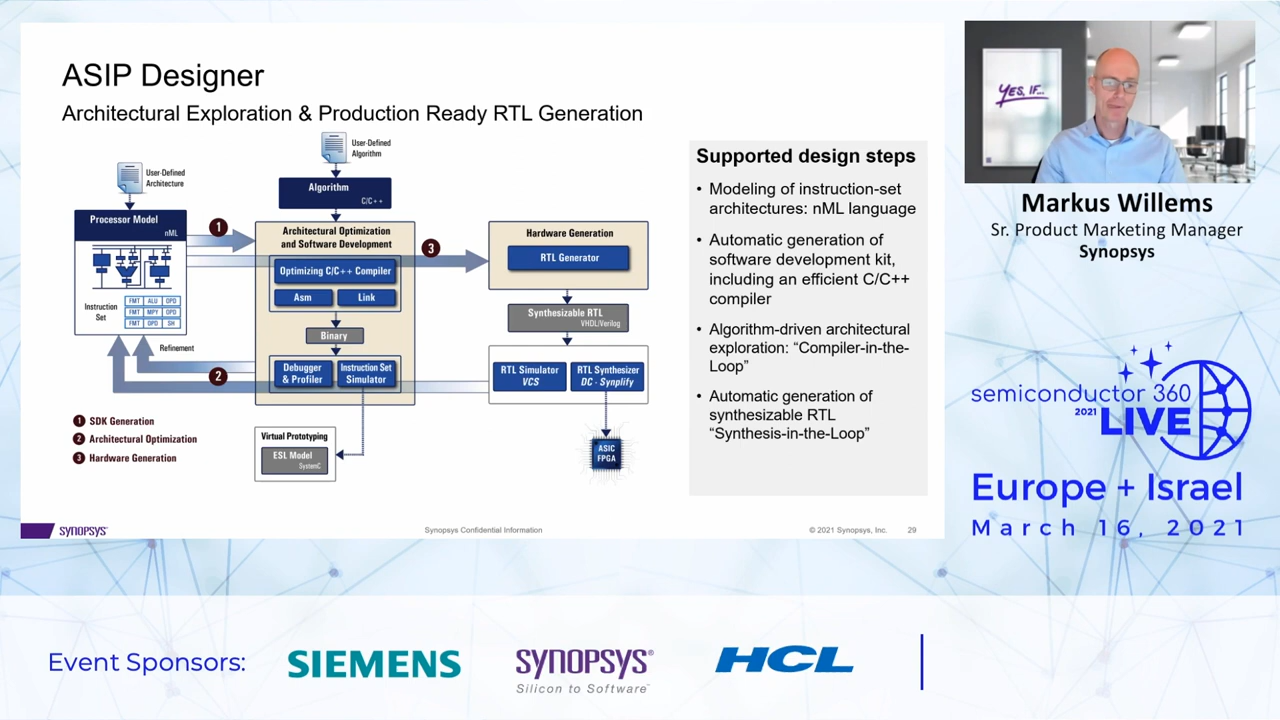 ASIP Designer
Architectural Exploration & Production Ready RTL Generation
User-Defined
Algorithm
User-Defined
Architecture
Algorithm
C/C++
Processor Model
nML
Instruction
Set
FMT ALU OPD
FMT MPY OPD
FMT OPD SH
1
Architectural Optimization
and Software Development
Optimizing C/C++ Compiler
Asm
Link
Binary
Debugger
& Profiler
Instruction Set
Simulator
3
Hardware Generation
RTL Generator
Synthesizable RTL
VHDL/Verilog
RTL Simulator
VCS
RTL Synthesizer
DC - Synplify
Refinement
2
1 SDK Generation
2 Architectural Optimization
3 Hardware Generation
Virtual Prototyping
ESL Model
SystemC
ASIC
FPGA
Supported design steps
• Modeling of instruction-set
architectures: nML language
• Automatic generation of
software development kit,
including an efficient C/C++
compiler
• Algorithm-driven architectural
exploration: “Compiler-in-the-
Loop”
• Automatic generation of
synthesizable RTL
“Synthesis-in-the-Loop”
SYNOPSYS®
Synopsys Confidential Information
© 2021 Synopsys, Inc.
29
YES, IF...
Markus Willems
Sr. Product Marketing Manager
Synopsys
semiconductor 360
2021 LIVE
Europe + Israel
March 16, 2021
Event Sponsors:
SIEMENS
SYNOPSYS®
Silicon to Software™
HCL